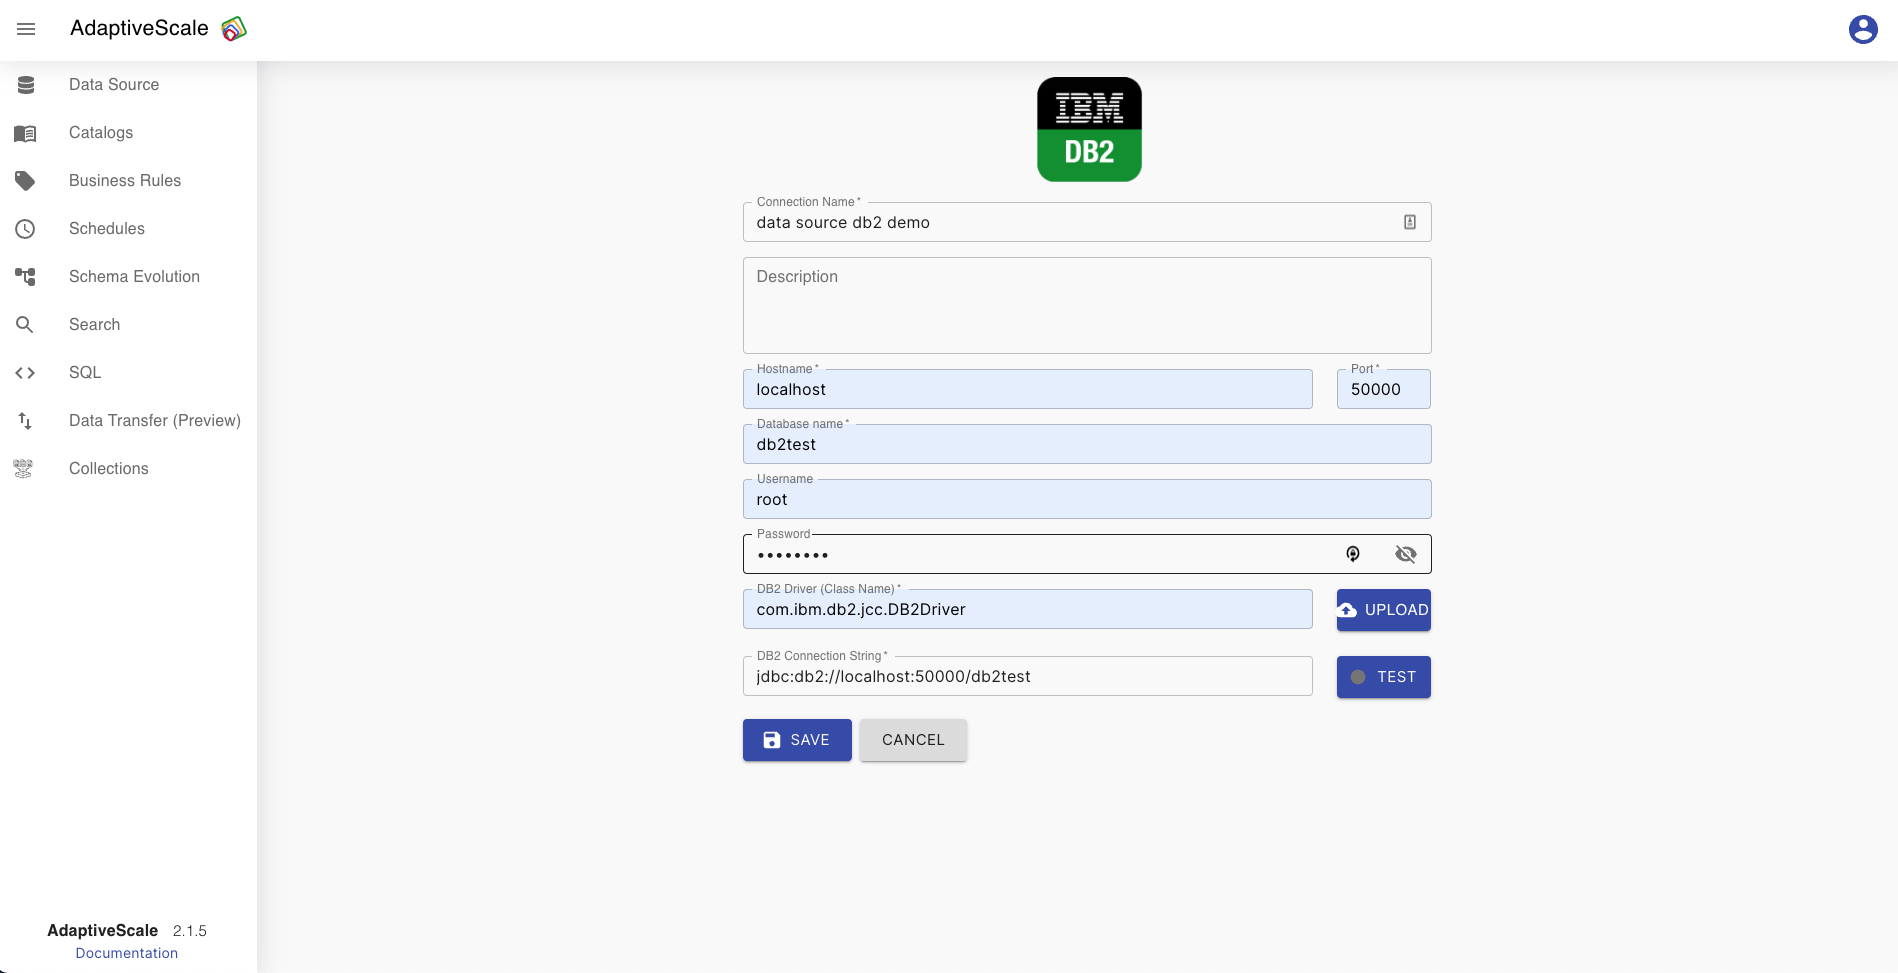 AdaptiveScale
Data Source
Catalogs
Business Rules
Schedules
Schema Evolution
Search
SQL
Data Transfer (Preview)
Collections
AdaptiveScale 2.1.5
Documentation
IBM
DB2
Connection Name *
data source db2 demo
Description
Hostname *
localhost
Port *
50000
Database name *
db2test
Username
root
Password
••••••••
DB2 Driver (Class Name) *
com.ibm.db2.jcc.DB2Driver
UPLOAD
DB2 Connection String *
jdbc:db2://localhost:50000/db2test
TEST
SAVE
CANCEL